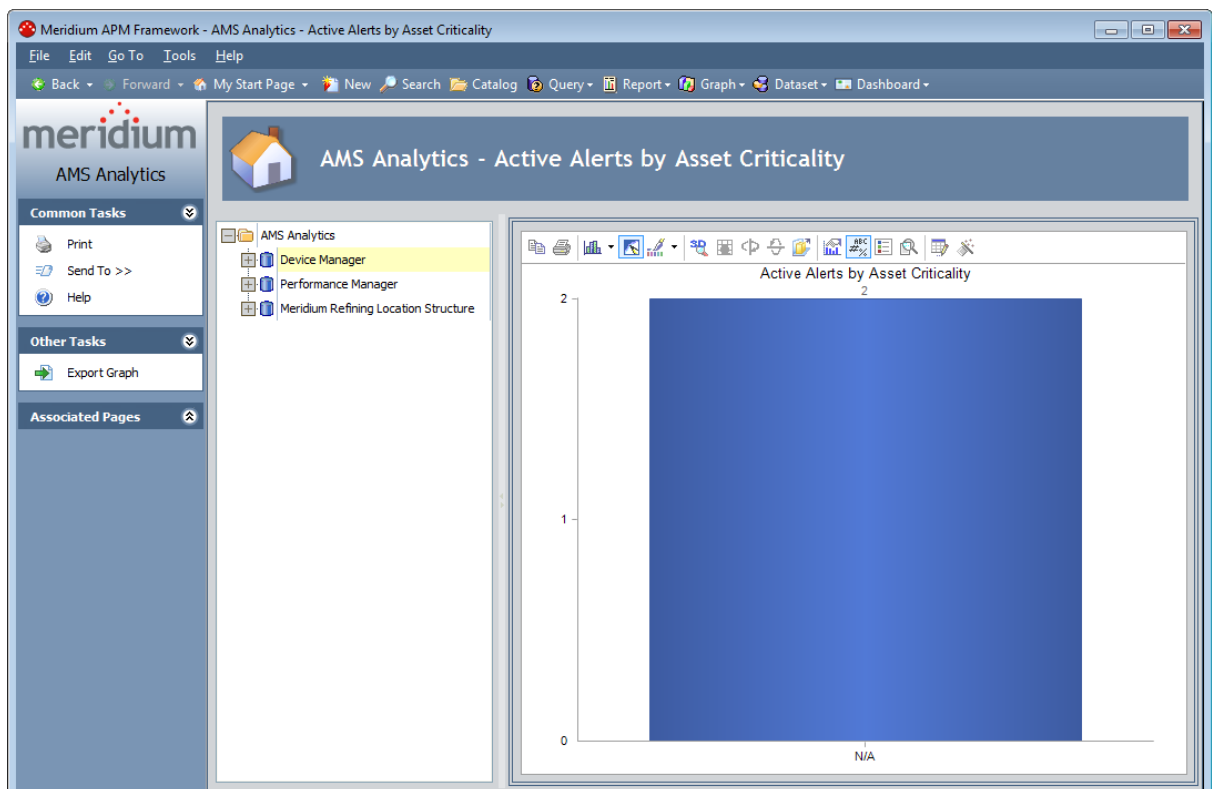 Meridium APM Framework - AMS Analytics - Active Alerts by Asset Criticality
File Edit Go To Tools Help
Back Forward My Start Page New Search Catalog Query Report Graph Dataset Dashboard
meridium
AMS Analytics
AMS Analytics - Active Alerts by Asset Criticality
Common Tasks
Print
Send To >>
Help
Other Tasks
Export Graph
Associated Pages
AMS Analytics
Device Manager
Performance Manager
Meridium Refining Location Structure
3D ABC #,%
Active Alerts by Asset Criticality
2
2
1
0
N/A